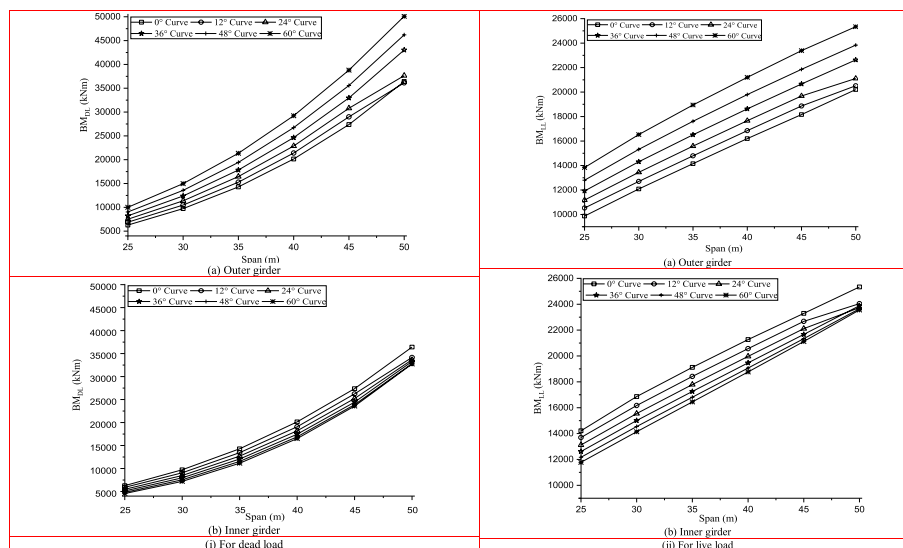 50000
45000
40000
35000
30000
25000
20000
15000
10000
5000
BM_DL (kNm)
0° Curve 12° Curve 24° Curve
36° Curve 48° Curve 60° Curve
25 30 35 40 45 50
Span (m)
(a) Outer girder
26000
24000
22000
20000
18000
16000
14000
12000
10000
BM_LL (kNm)
0° Curve 12° Curve 24° Curve
36° Curve 48° Curve 60° Curve
25 30 35 40 45 50
Span (m)
(a) Outer girder
50000
45000
40000
35000
30000
25000
20000
15000
10000
5000
BM_DL (kNm)
0° Curve 12° Curve 24° Curve
36° Curve 48° Curve 60° Curve
25 30 35 40 45 50
Span (m)
(b) Inner girder
(i) For dead load
26000
24000
22000
20000
18000
16000
14000
12000
10000
BM_LL (kNm)
0° Curve 12° Curve 24° Curve
36° Curve 48° Curve 60° Curve
25 30 35 40 45 50
Span (m)
(b) Inner girder
(ii) For live load